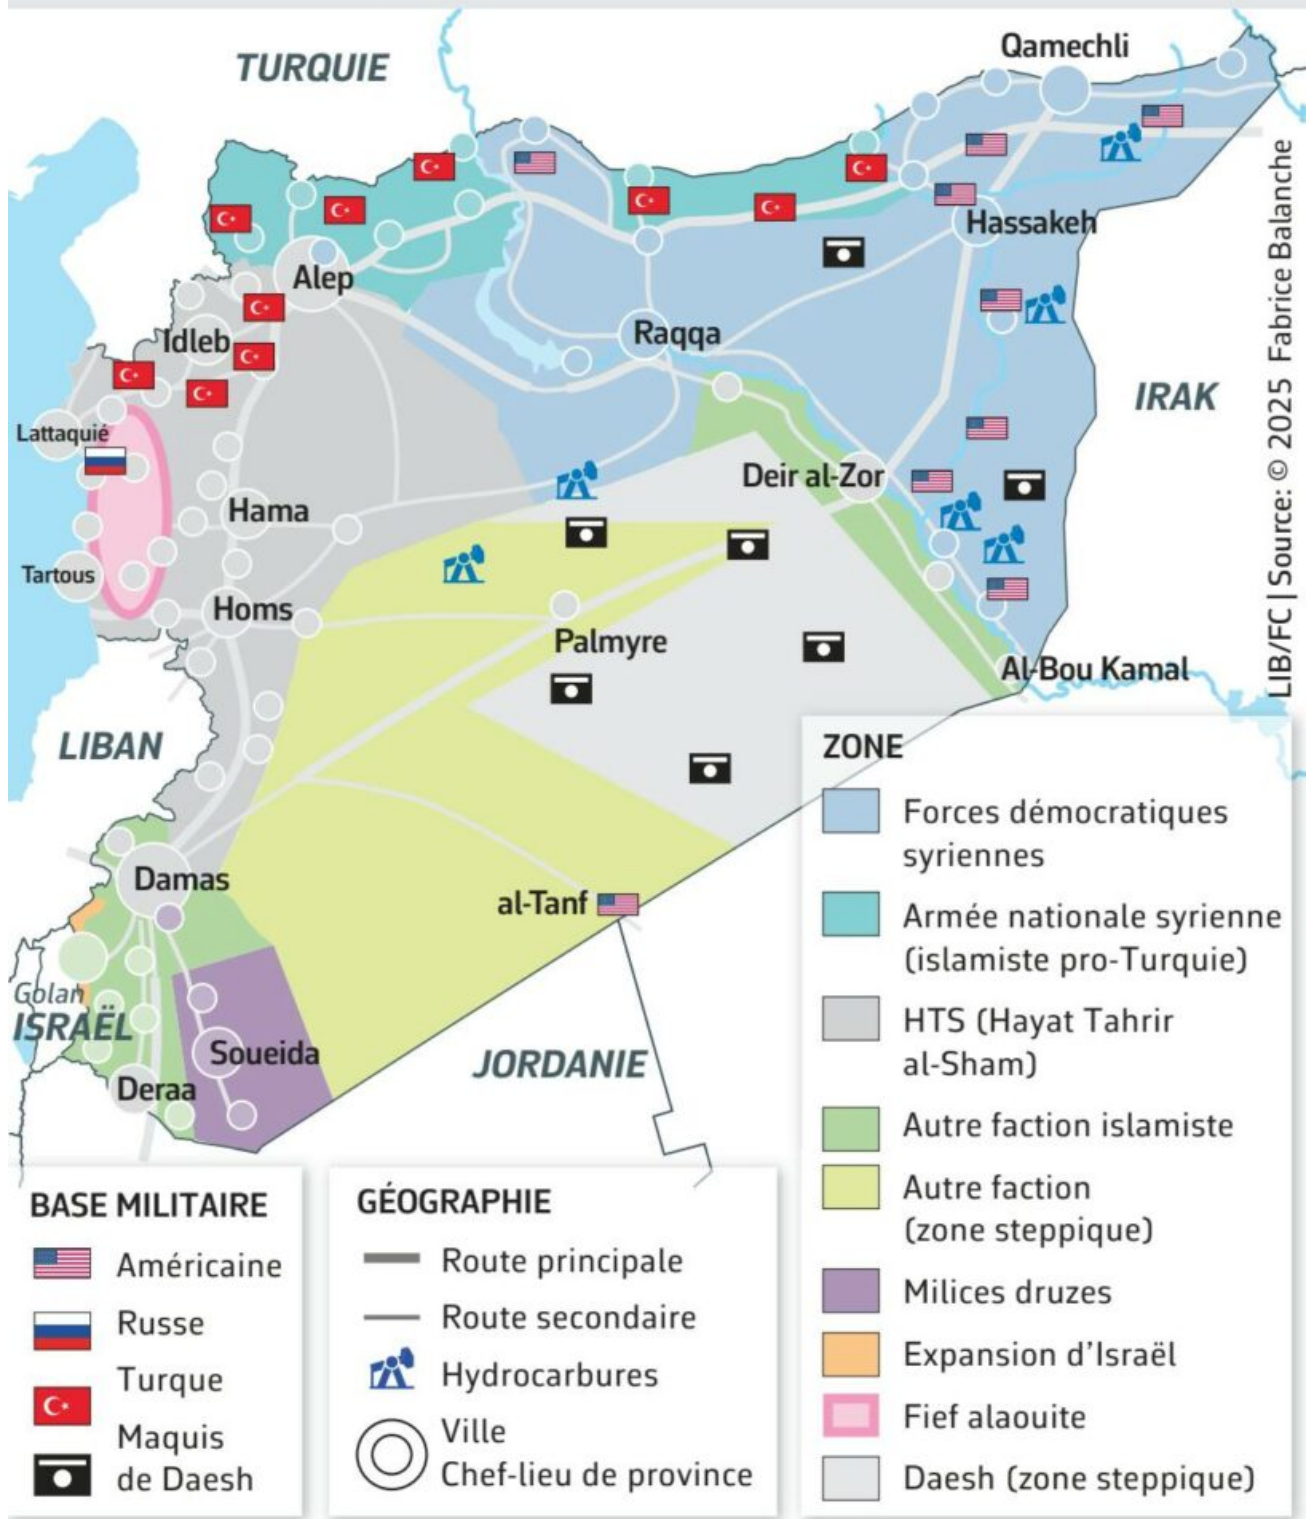 TURQUIE
Qamechli
Hassakeh
Alep
Idleb
Raqqa
IRAK
Lattaquié
Deir al-Zor
Hama
Tartous
Homs
Palmyre
Al-Bou Kamal
LIBAN
Damas
al-Tanf
Golan
ISRAËL
Soueida
JORDANIE
Deraa
LIB/FC | Source: © 2025 Fabrice Balanche
BASE MILITAIRE
Américaine
Russe
Turque
Maquis
de Daesh
GÉOGRAPHIE
Route principale
Route secondaire
Hydrocarbures
Ville
Chef-lieu de province
ZONE
Forces démocratiques
syriennes
Armée nationale syrienne
(islamiste pro-Turquie)
HTS (Hayat Tahrir
al-Sham)
Autre faction islamiste
Autre faction
(zone steppique)
Milices druzes
Expansion d'Israël
Fief alaouite
Daesh (zone steppique)